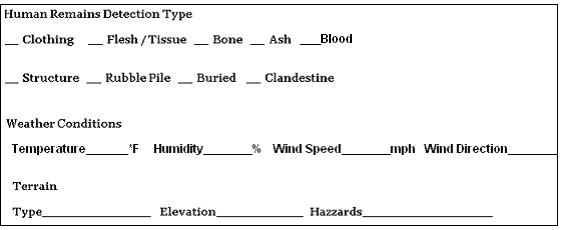 Human Remains Detection Type
__ Clothing __ Flesh / Tissue __ Bone __ Ash ___Blood
__ Structure __ Rubble Pile __ Buried __ Clandestine
Weather Conditions
Temperature______°F Humidity_______% Wind Speed_______mph Wind Direction_______
Terrain
Type________________ Elevation_____________ Hazzards___________________